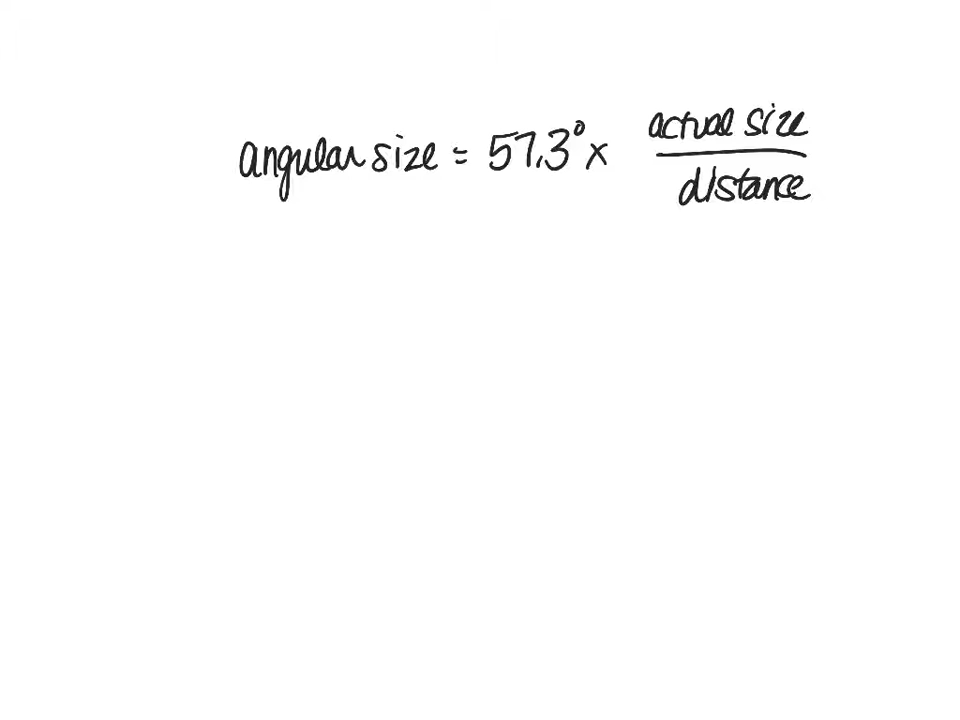 angular size = 57.3° x actual size / distance